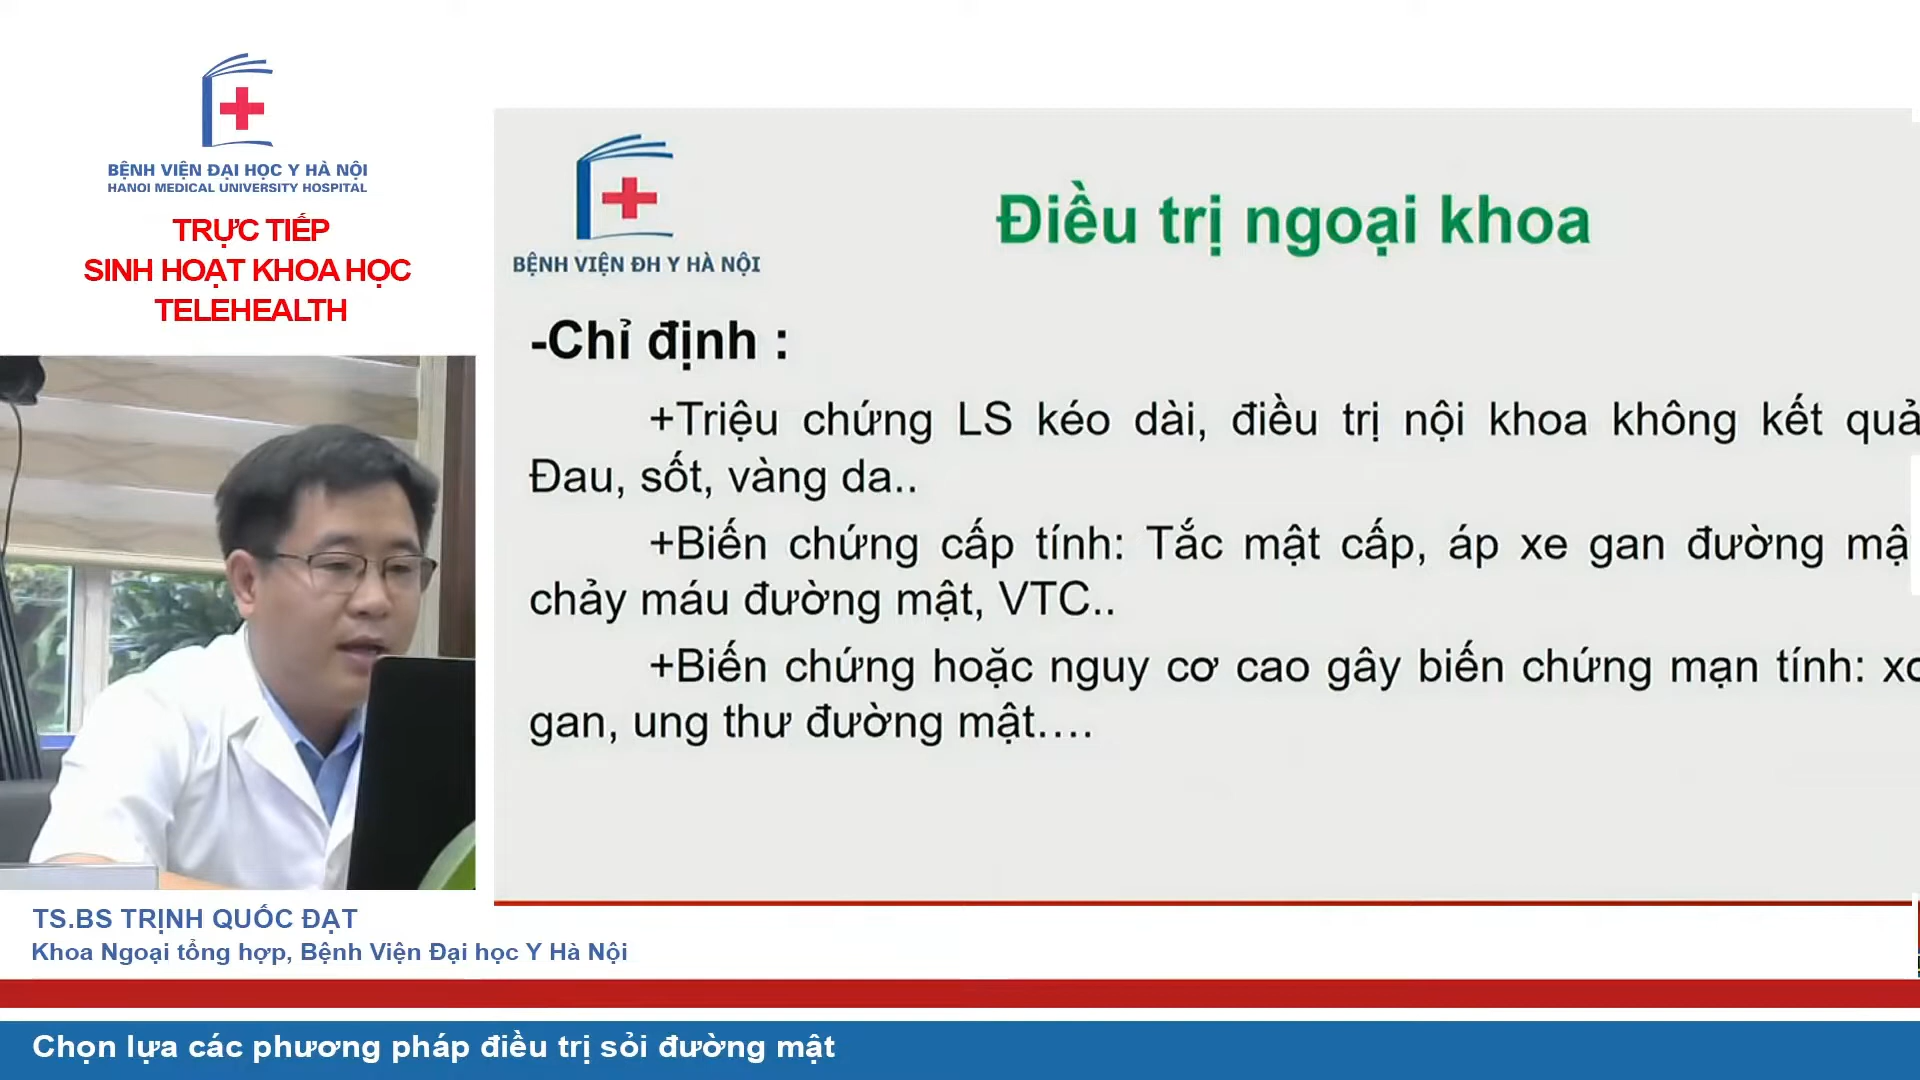 BỆNH VIỆN ĐẠI HỌC Y HÀ NỘI
HANOI MEDICAL UNIVERSITY HOSPITAL
TRỰC TIẾP
SINH HOẠT KHOA HỌC
TELEHEALTH
BỆNH VIỆN ĐH Y HÀ NỘI
Điều trị ngoại khoa
-Chỉ định :
+Triệu chứng LS kéo dài, điều trị nội khoa không kết quả
Đau, sốt, vàng da..
+Biến chứng cấp tính: Tắc mật cấp, áp xe gan đường
chảy máu đường mật, VTC..
+Biến chứng hoặc nguy cơ cao gây biến chứng mạn tính:
gan, ung thư đường mật....
TS.BS TRỊNH QUỐC ĐẠT
Khoa Ngoại tổng hợp, Bệnh Viện Đại học Y Hà Nội
Chọn lựa các phương pháp điều trị sỏi đường mật